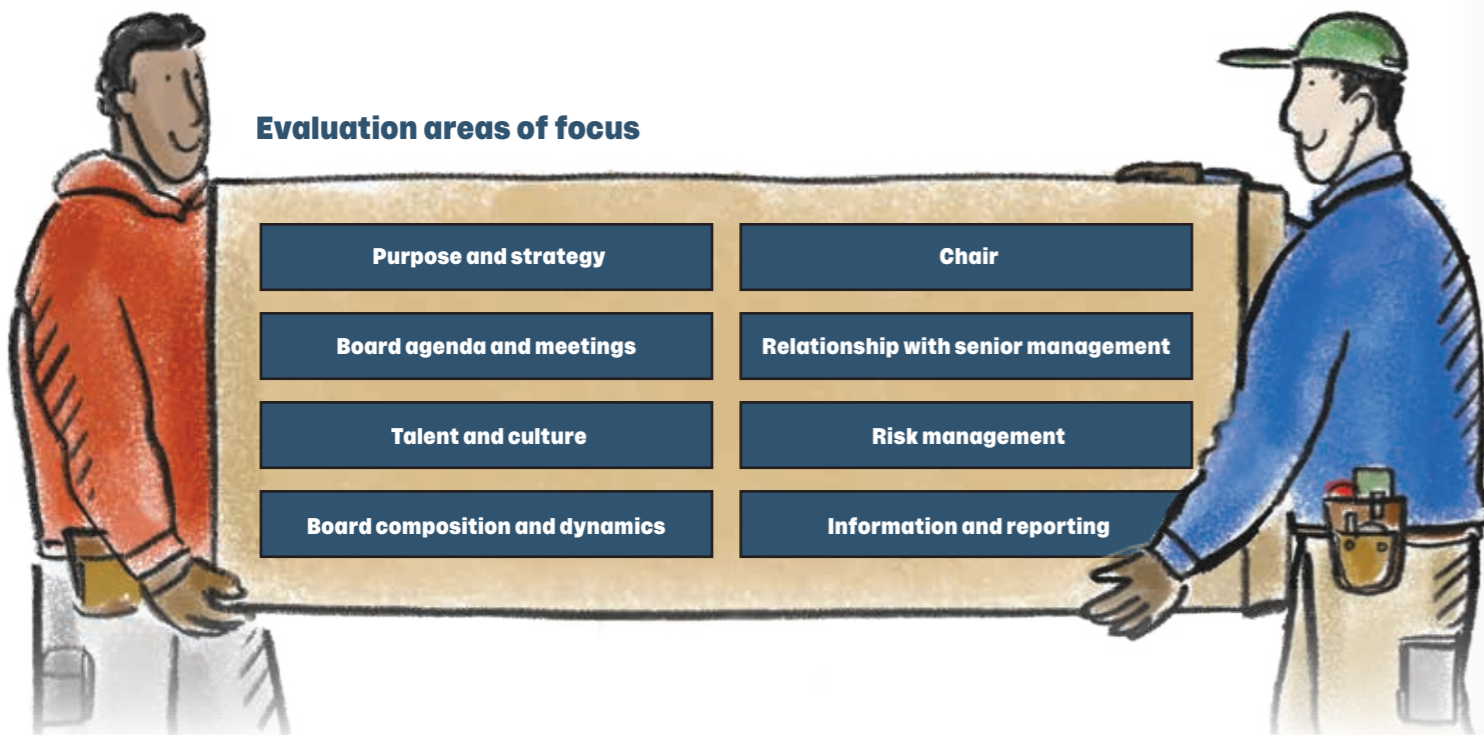 Evaluation areas of focus
Purpose and strategy
Chair
Board agenda and meetings
Relationship with senior management
Talent and culture
Risk management
Board composition and dynamics
Information and reporting